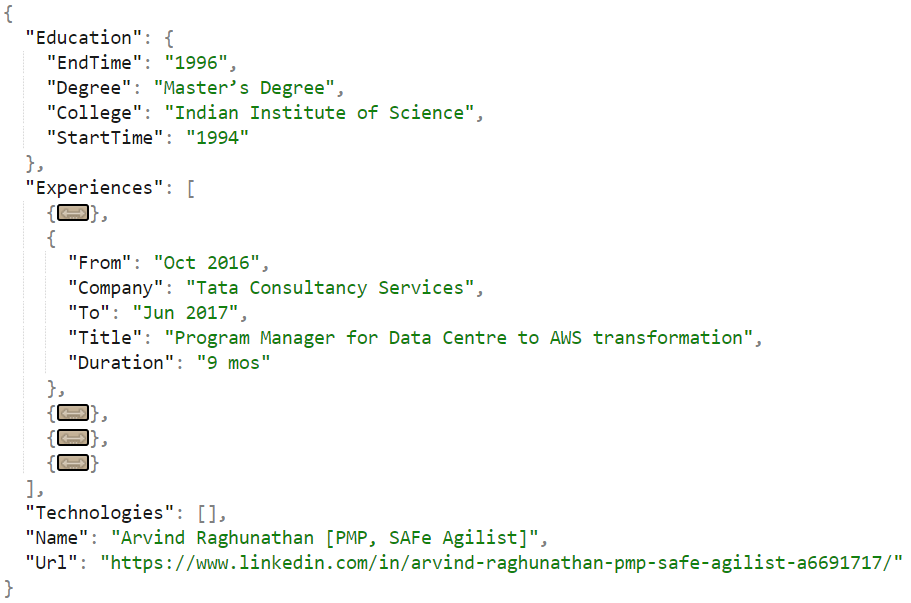 {
"Education": {
"EndTime": "1996",
"Degree": "Master’s Degree",
"College": "Indian Institute of Science",
"StartTime": "1994"
},
"Experiences": [
{↔},
{
"From": "Oct 2016",
"Company": "Tata Consultancy Services",
"To": "Jun 2017",
"Title": "Program Manager for Data Centre to AWS transformation",
"Duration": "9 mos"
},
{↔},
{↔},
{↔}
],
"Technologies": [],
"Name": "Arvind Raghunathan [PMP, SAFe Agilist]",
"Url": "https://www.linkedin.com/in/arvind-raghunathan-pmp-safe-agilist-a6691717/"
}